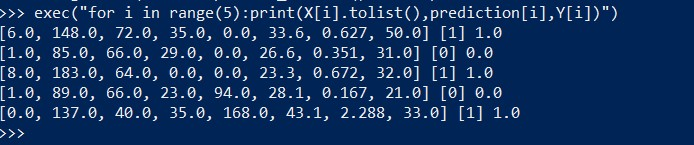 >>> exec("for i in range(5):print(X[i].tolist(),prediction[i],Y[i])")
[6.0, 148.0, 72.0, 35.0, 0.0, 33.6, 0.627, 50.0] [1] 1.0
[1.0, 85.0, 66.0, 29.0, 0.0, 26.6, 0.351, 31.0] [0] 0.0
[8.0, 183.0, 64.0, 0.0, 0.0, 23.3, 0.672, 32.0] [1] 1.0
[1.0, 89.0, 66.0, 23.0, 94.0, 28.1, 0.167, 21.0] [0] 0.0
[0.0, 137.0, 40.0, 35.0, 168.0, 43.1, 2.288, 33.0] [1] 1.0
>>>